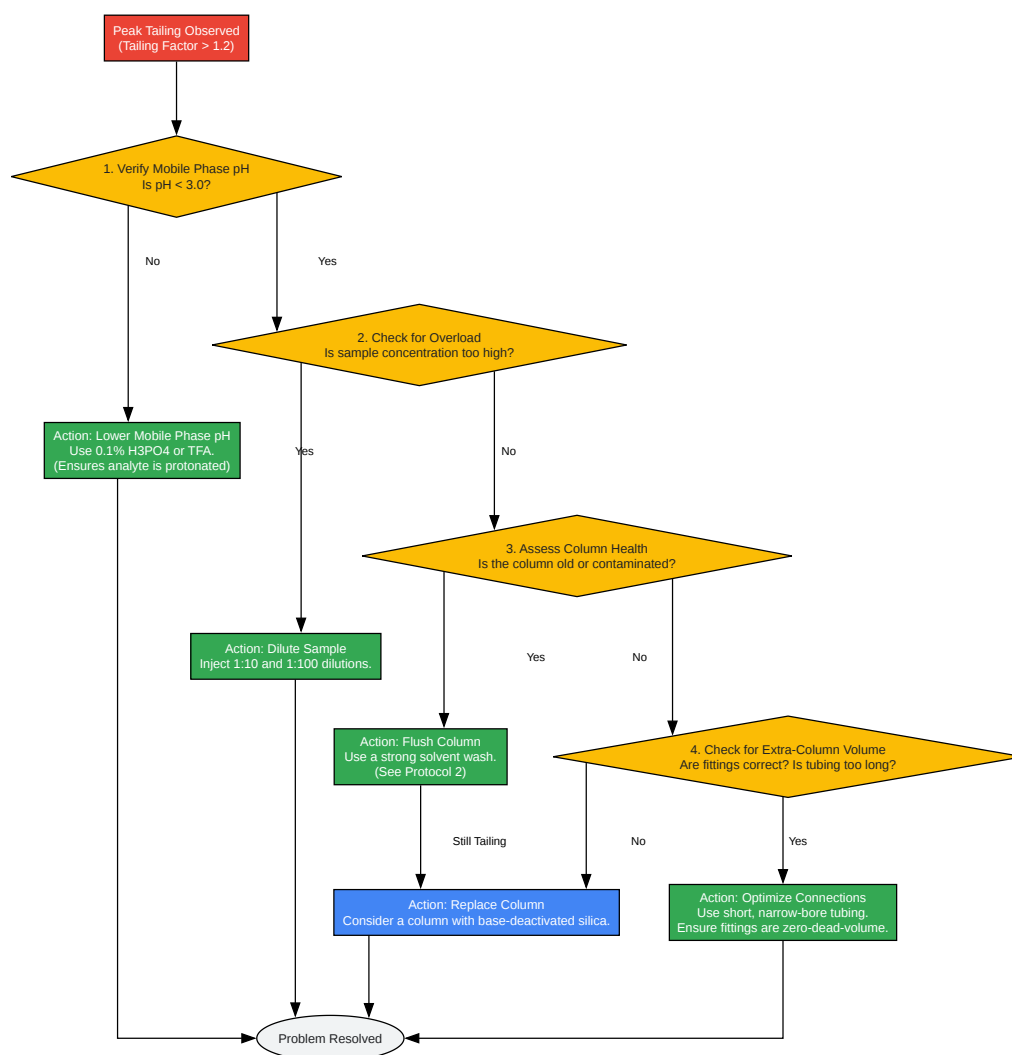 Peak Tailing Observed
(Tailing Factor > 1.2)
1. Verify Mobile Phase pH
Is pH < 3.0?
No
Yes
2. Check for Overload
Is sample concentration too high?
Action: Lower Mobile Phase pH
Use 0.1% H3PO4 or TFA.
(Ensures analyte is protonated)
Yes
No
3. Assess Column Health
Is the column old or contaminated?
Action: Dilute Sample
Inject 1:10 and 1:100 dilutions.
Yes
No
Action: Flush Column
Use a strong solvent wash.
(See Protocol 2)
4. Check for Extra-Column Volume
Are fittings correct? Is tubing too long?
Still Tailing
No
Yes
Action: Replace Column
Consider a column with base-deactivated silica.
Action: Optimize Connections
Use short, narrow-bore tubing.
Ensure fittings are zero-dead-volume.
Problem Resolved